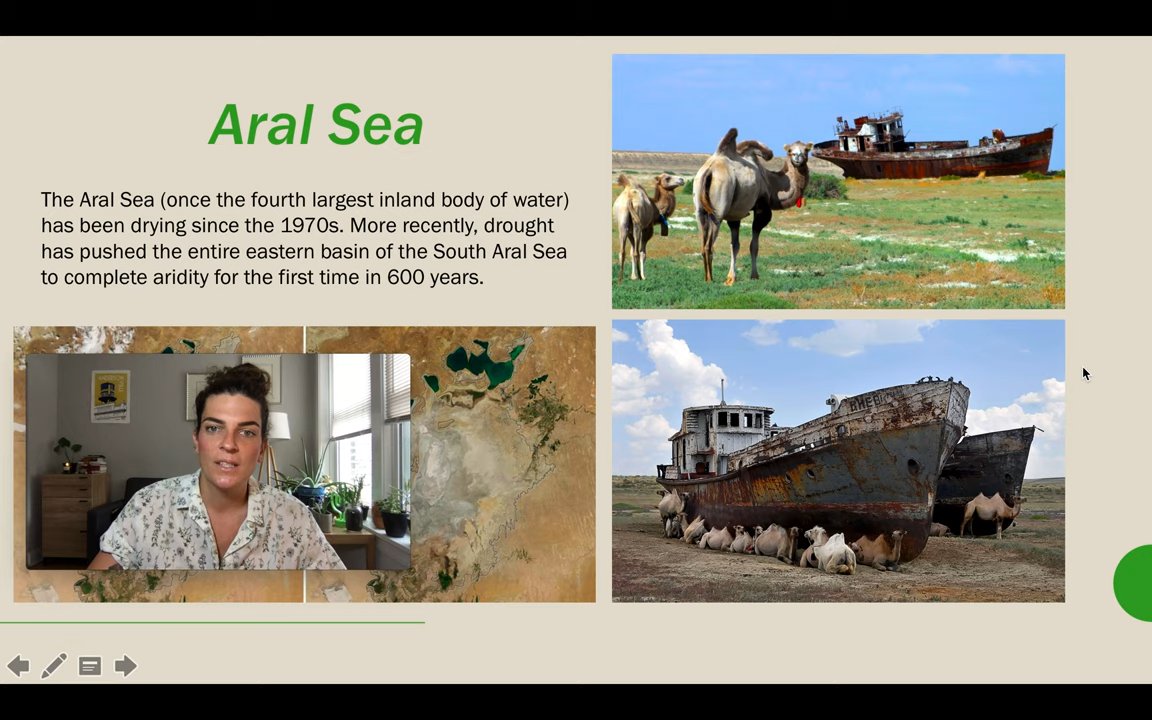 Aral Sea
The Aral Sea (once the fourth largest inland body of water)
has been drying since the 1970s. More recently, drought
has pushed the entire eastern basin of the South Aral Sea
to complete aridity for the first time in 600 years.